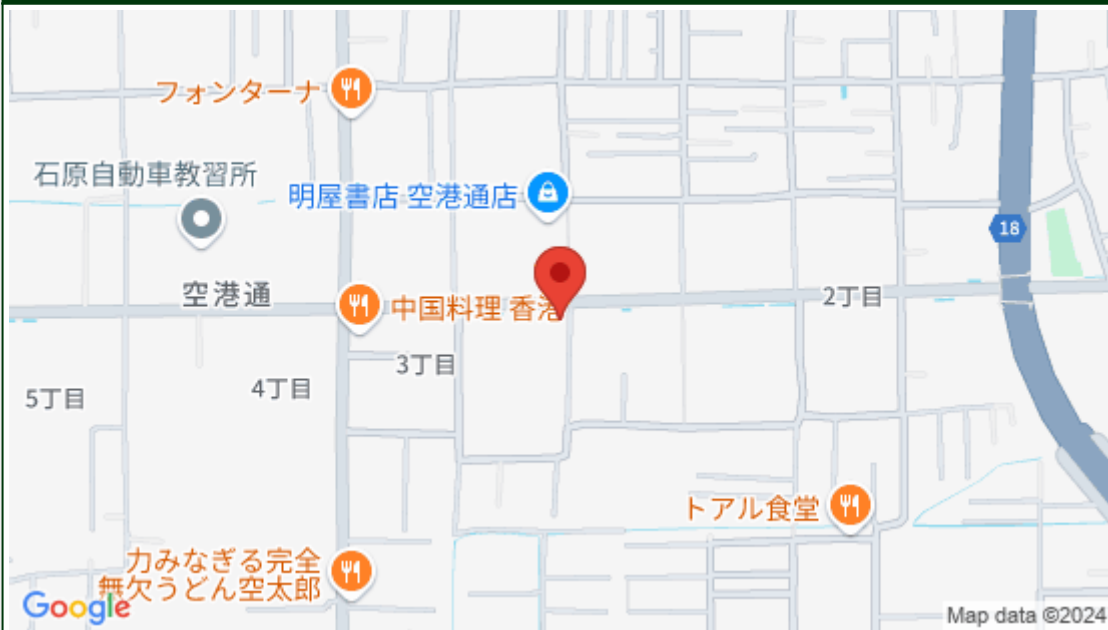 フォンターナ
石原自動車教習所
明屋書店 空港通店
18
空港通
2丁目
中国料理 香港
3丁目
4丁目
5丁目
トアル食堂
力みなぎる完全
無欠うどん空太郎
Google
Map data ©2024